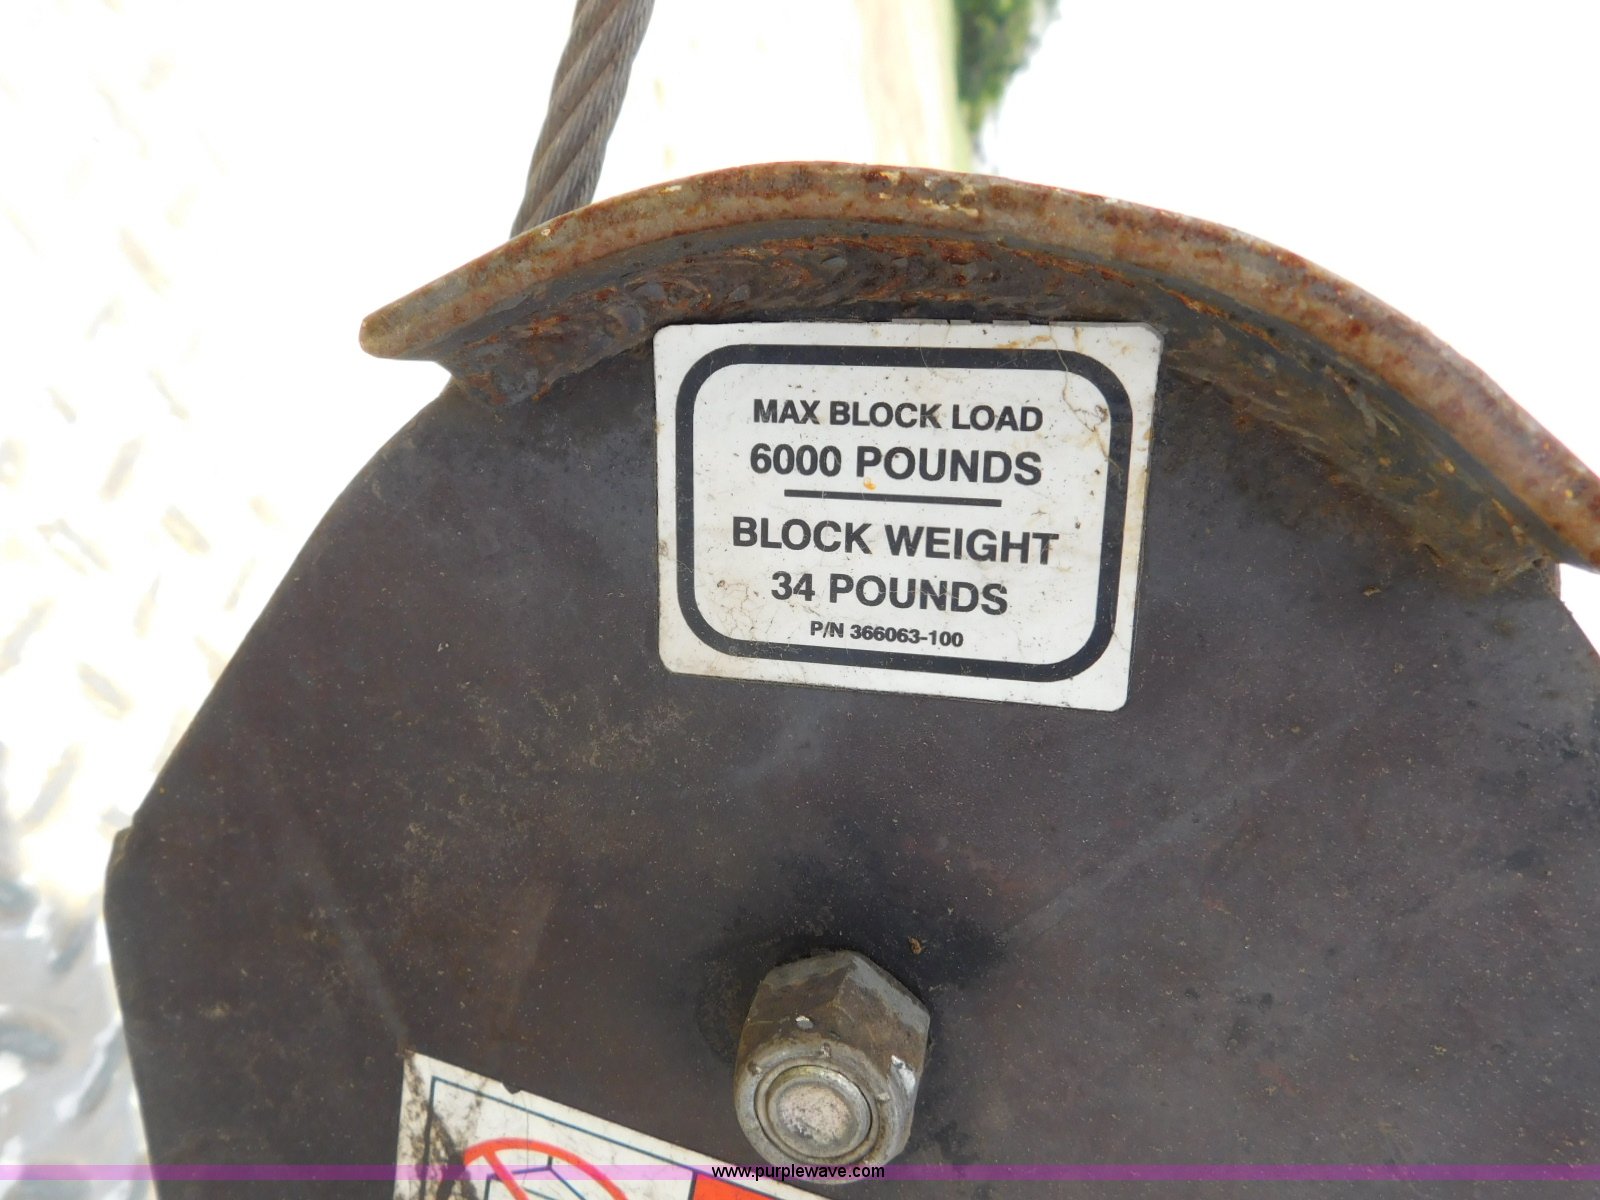 MAX BLOCK LOAD
6000 POUNDS
BLOCK WEIGHT
34 POUNDS
P/N 366063-100
www.purplewave.com